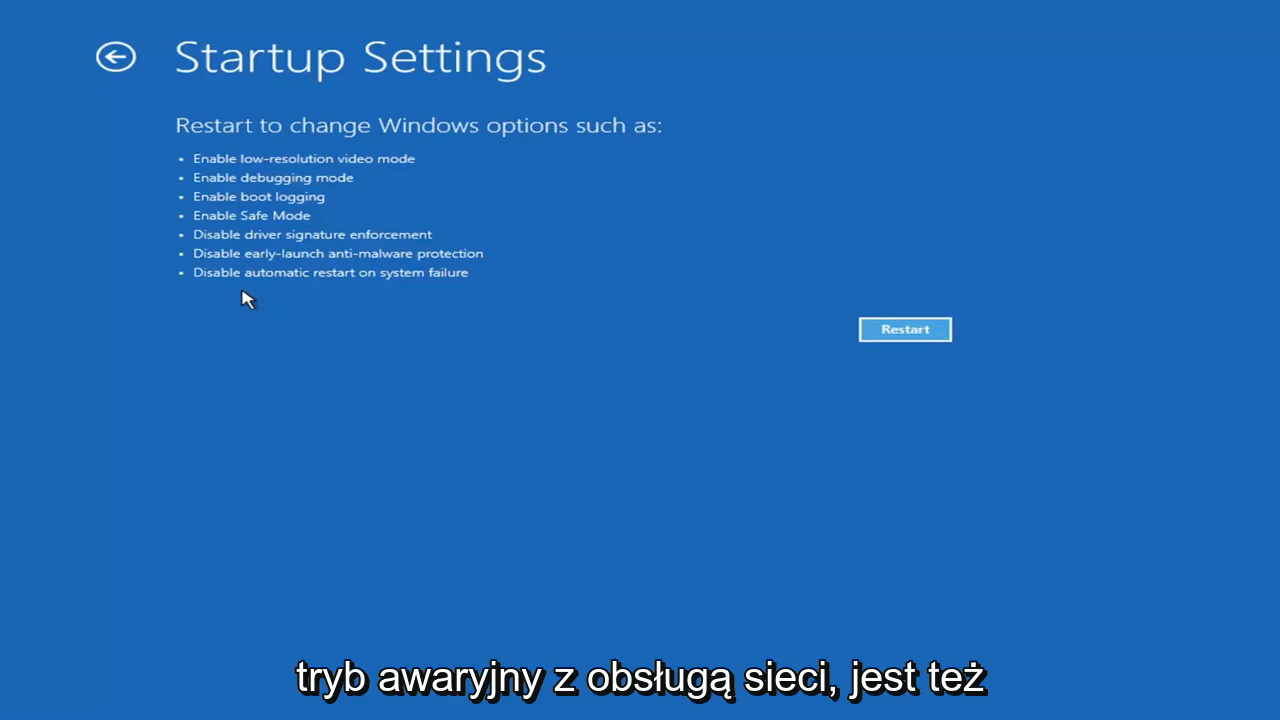 Startup Settings
Restart to change Windows options such as:
• Enable low-resolution video mode
• Enable debugging mode
• Enable boot logging
• Enable Safe Mode
• Disable driver signature enforcement
• Disable early-launch anti-malware protection
• Disable automatic restart on system failure
Restart
tryb awaryjny z obsługą sieci, jest też